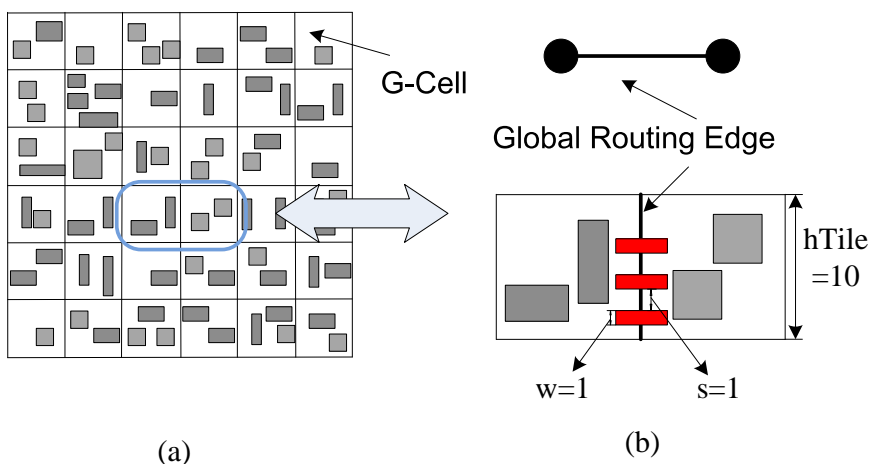 G-Cell
Global Routing Edge
hTile
=10
w=1
s=1
(a)
(b)